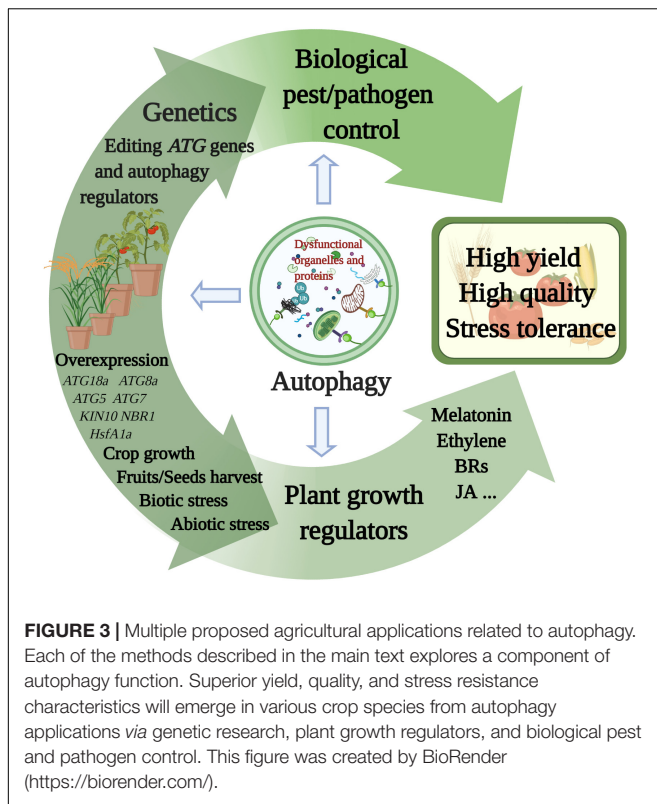 Biological
pest/pathogen
control
Genetics
Editing ATG genes
and autophagy
regulators
Overexpression
ATG18a ATG8a
ATG5 ATG7
KIN10 NBR1
HsfA1a
Crop growth
Fruits/Seeds harvest
Biotic stress
Abiotic stress
Dysfunctional
organelles and
proteins
Ub
Ub
Autophagy
High yield
High quality
Stress tolerance
Melatonin
Ethylene
BRs
JA ...
Plant growth
regulators
FIGURE 3 | Multiple proposed agricultural applications related to autophagy.
Each of the methods described in the main text explores a component of
autophagy function. Superior yield, quality, and stress resistance
characteristics will emerge in various crop species from autophagy
applications via genetic research, plant growth regulators, and biological pest
and pathogen control. This figure was created by BioRender
(https://biorender.com/).